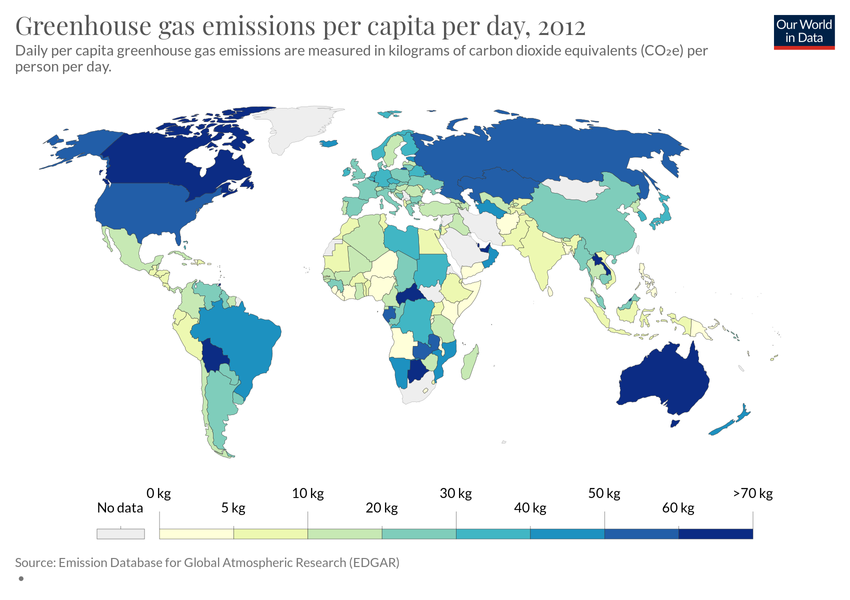 Greenhouse gas emissions per capita per day, 2012
Our World
in Data
Daily per capita greenhouse gas emissions are measured in kilograms of carbon dioxide equivalents (CO₂e) per
person per day.
No data
0 kg
5 kg
10 kg
20 kg
30 kg
40 kg
50 kg
60 kg
>70 kg
Source: Emission Database for Global Atmospheric Research (EDGAR)